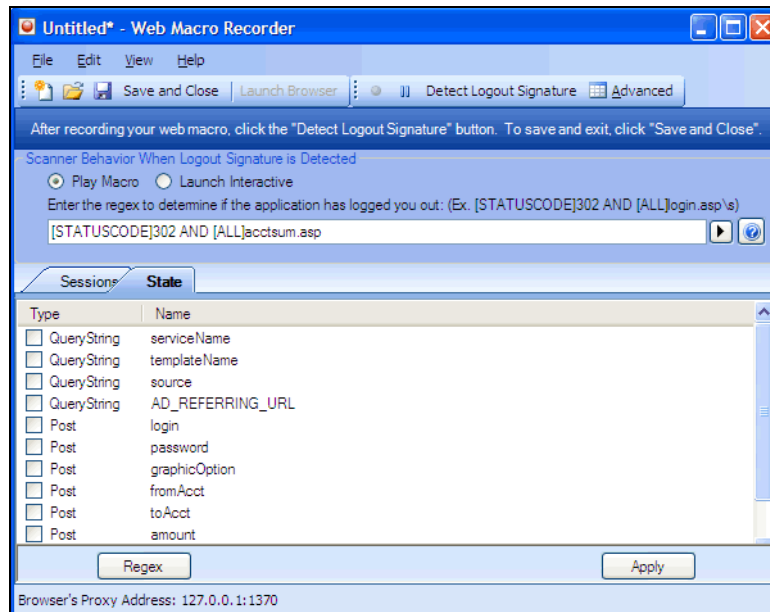 Untitled* - Web Macro Recorder
File Edit View Help
Save and Close Launch Browser Detect Logout Signature Advanced
After recording your web macro, click the "Detect Logout Signature" button. To save and exit, click "Save and Close".
Scanner Behavior When Logout Signature is Detected
Play Macro Launch Interactive
Enter the regex to determine if the application has logged you out: (Ex. [STATUSCODE]302 AND [ALL]login.asp\s)
[STATUSCODE]302 AND [ALL]acctsum.asp
Sessions State
Type Name
QueryString serviceName
QueryString templateName
QueryString source
QueryString AD_REFERRING_URL
Post login
Post password
Post graphicOption
Post fromAcct
Post toAcct
Post amount
Regex Apply
Browser's Proxy Address: 127.0.0.1:1370